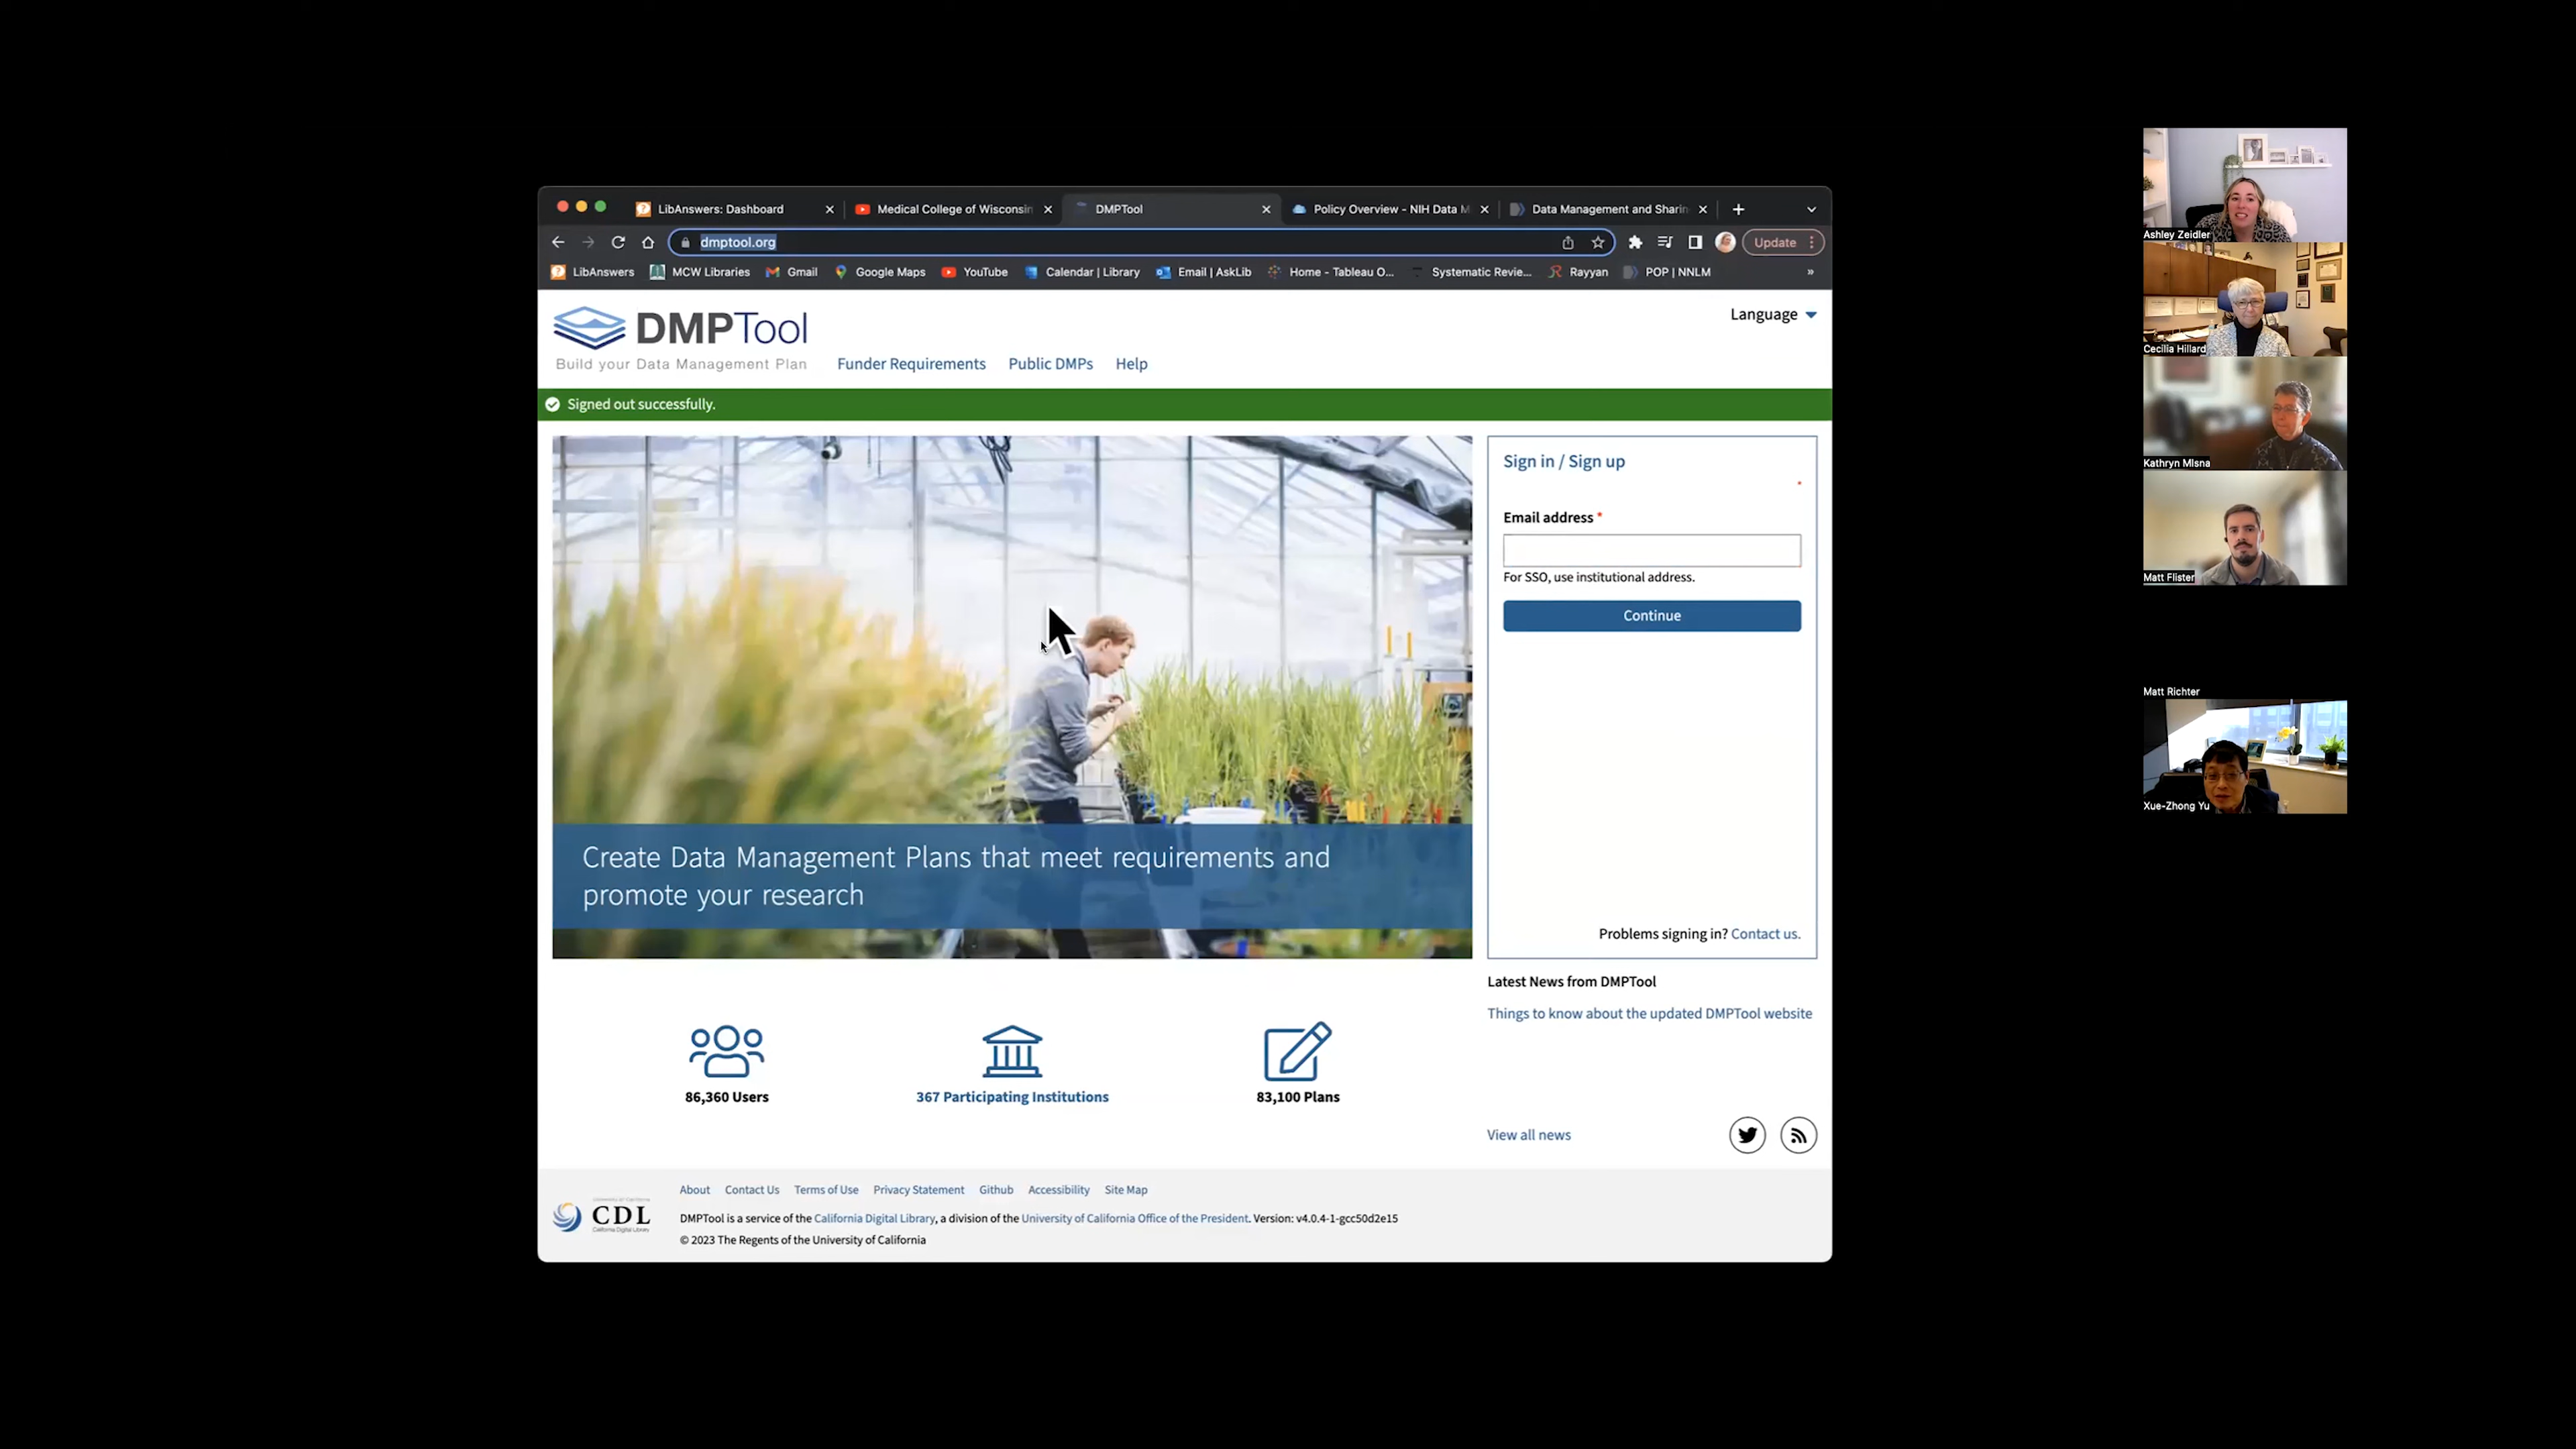 LibAnswers: Dashboard
Medical College of Wisconsin
DMPTool
Policy Overview - NIH Data M
Data Management and Sharin
dmptool.org
Update
LibAnswers
MCW Libraries
Gmail
Google Maps
YouTube
Calendar | Library
Email | AskLib
Home - Tableau O...
Systematic Revie...
Rayyan
POP | NNLM
»
DMPTool
Build your Data Management Plan
Funder Requirements
Public DMPs
Help
Language
Signed out successfully.
Create Data Management Plans that meet requirements and
promote your research
Sign in / Sign up
*
Email address *
For SSO, use institutional address.
Continue
Problems signing in? Contact us.
Latest News from DMPTool
Things to know about the updated DMPTool website
86,360 Users
367 Participating Institutions
83,100 Plans
View all news
CDL
California Digital Library
About
Contact Us
Terms of Use
Privacy Statement
Github
Accessibility
Site Map
DMPTool is a service of the California Digital Library, a division of the University of California Office of the President. Version: v4.0.4-1-gcc50d2e15
© 2023 The Regents of the University of California
Ashley Zeidler
Cecilia Hillard
Kathryn Misna
Matt Flister
Matt Richter
Xue-Zhong Yu